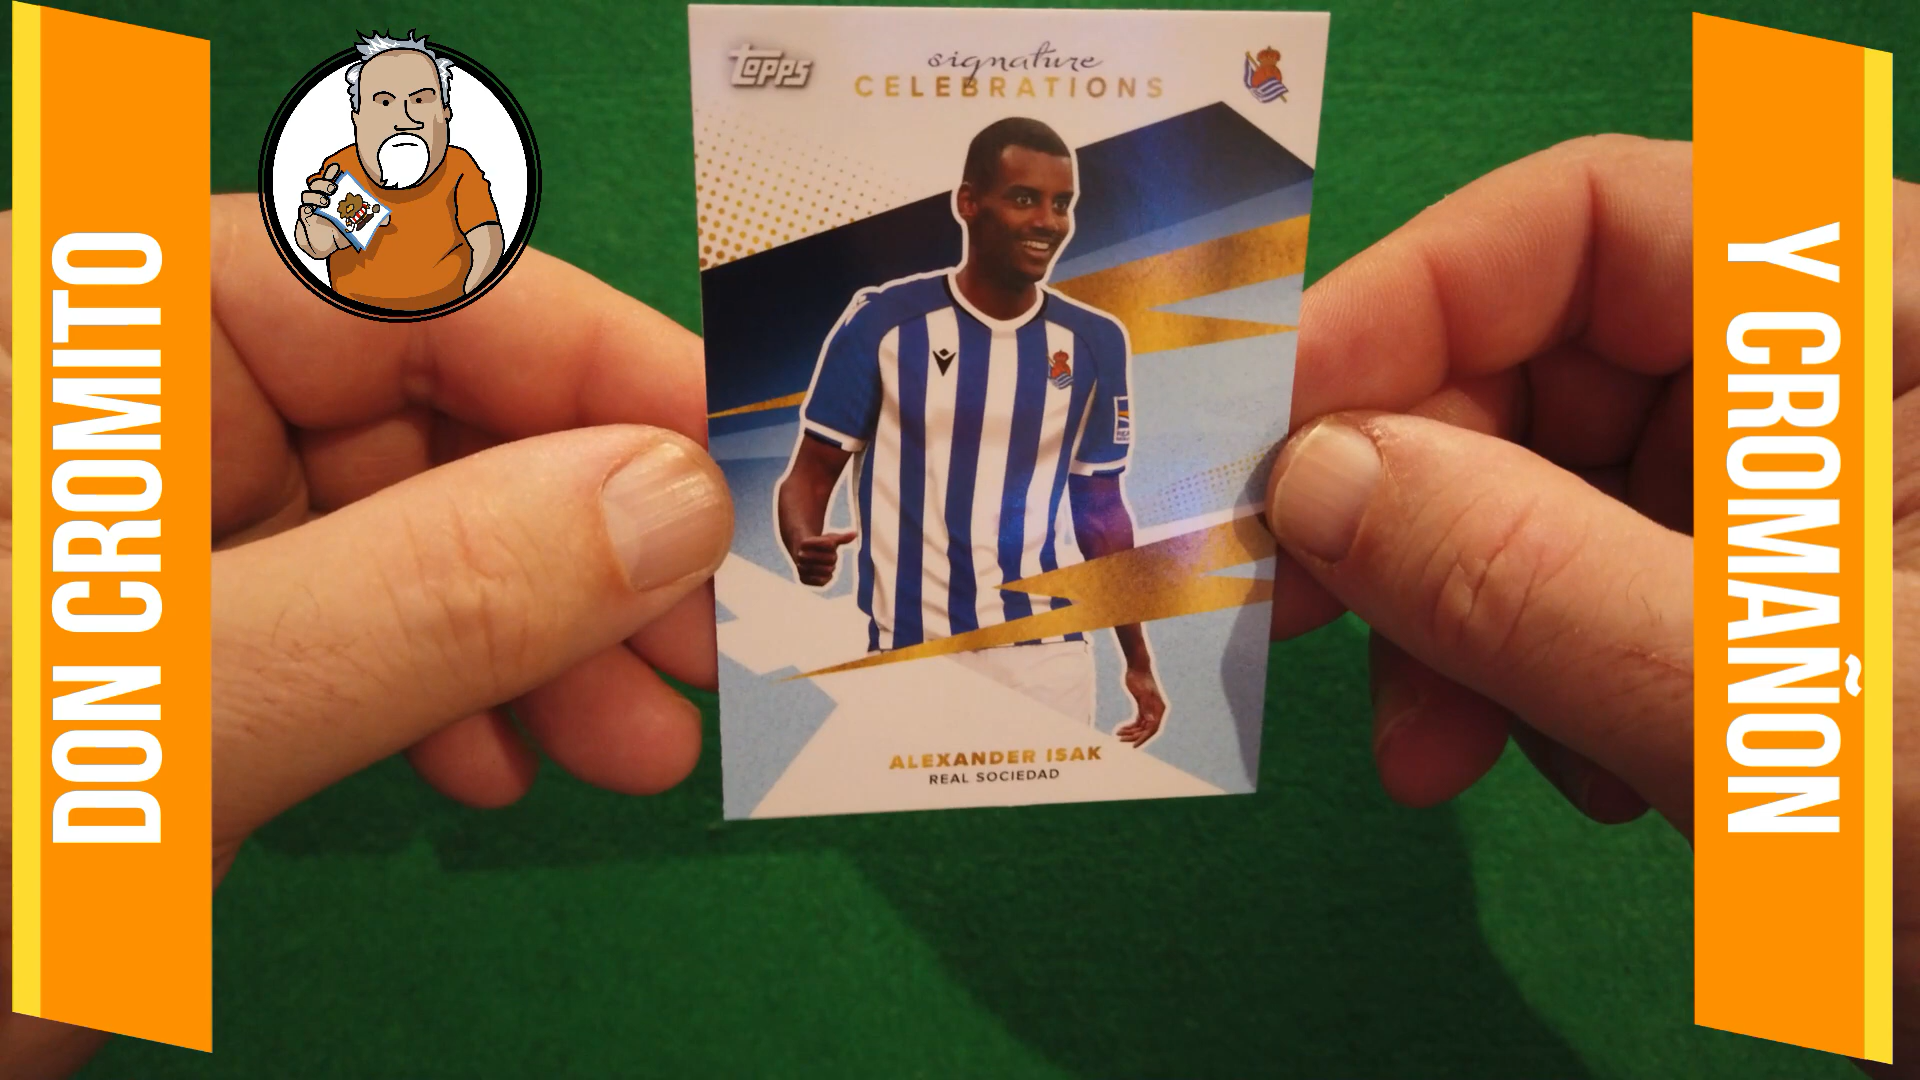 DON CROMITO
Topps
signature
CELEBRATIONS
ALEXANDER ISAK
REAL SOCIEDAD
Y CROMAÑON